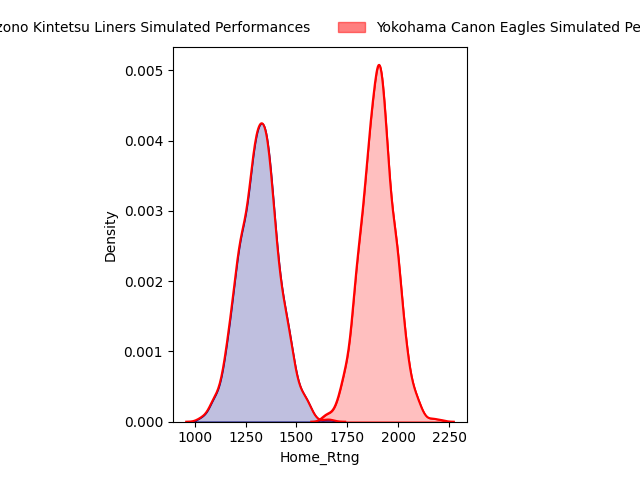 zono Kintetsu Liners Simulated Performances
Yokohama Canon Eagles Simulated Pe
0.005
0.004
0.003
0.002
0.001
0.000
Density
1000 1250 1500 1750 2000 2250
Home_Rtng